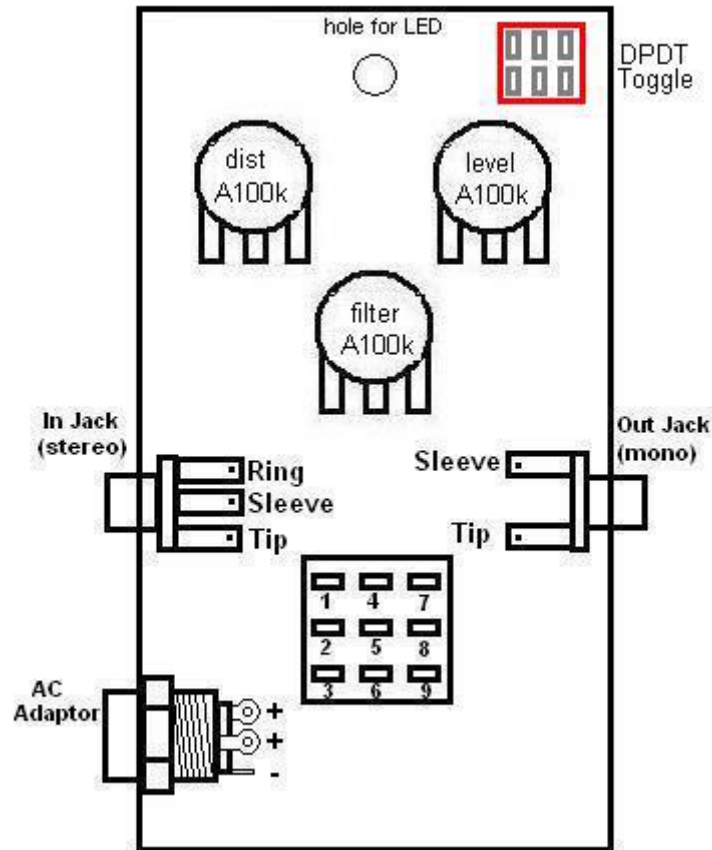 hole for LED
DPDT
Toggle
dist
A100k
level
A100k
filter
A100k
In Jack
(stereo)
Ring
Sleeve
Tip
Out Jack
(mono)
Sleeve
Tip
1 4 7
2 5 8
3 6 9
AC
Adaptor
+
+
-